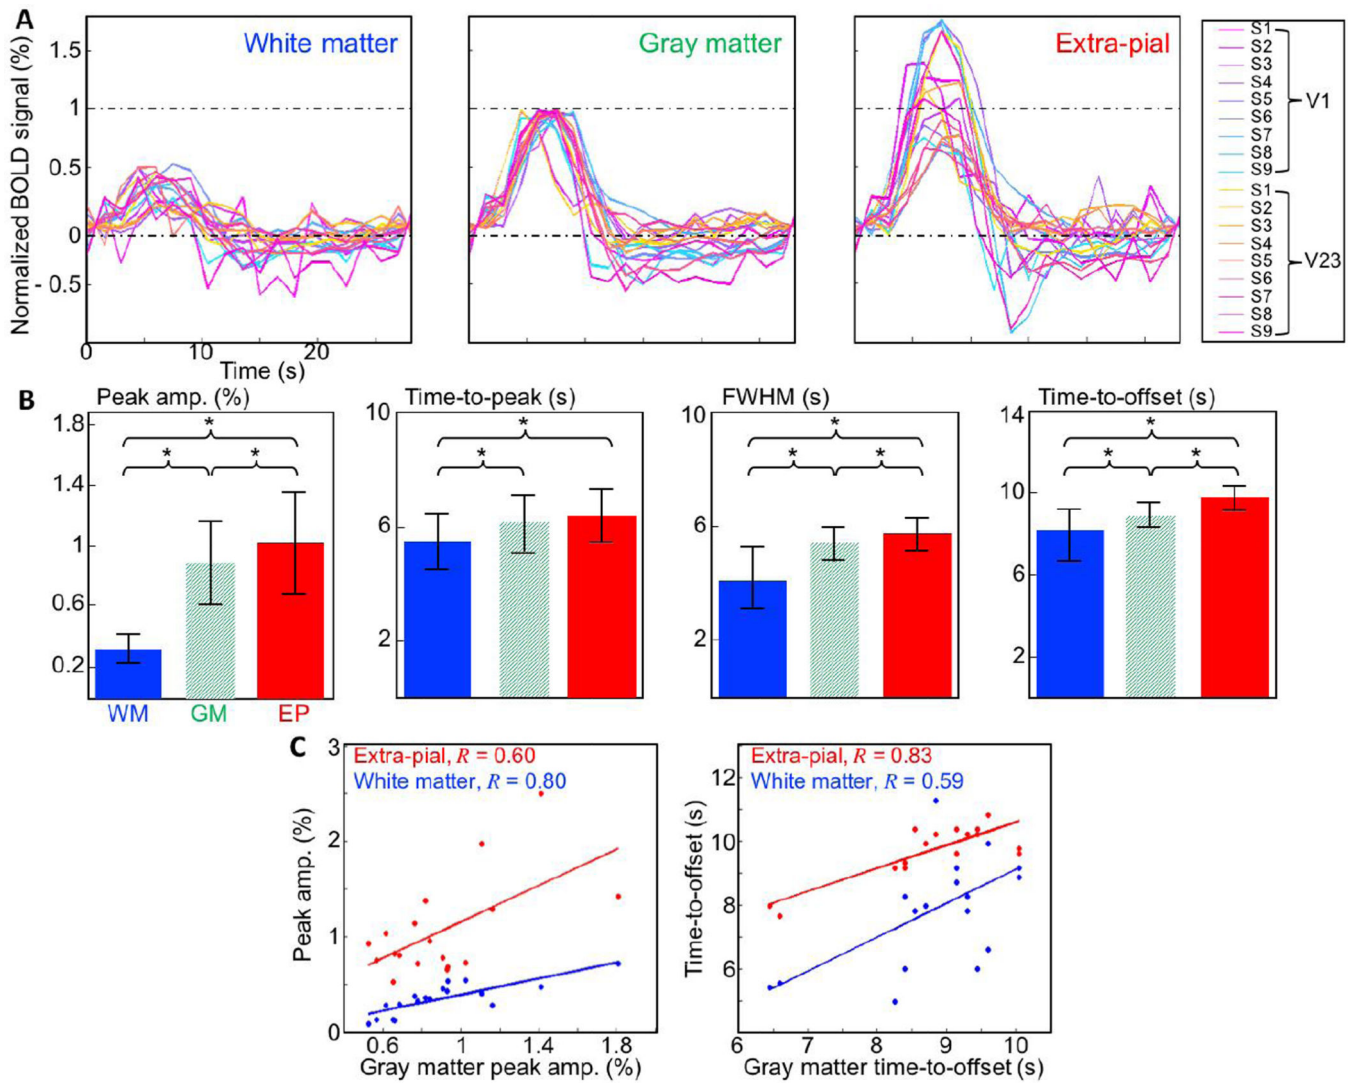 A
White matter
Gray matter
Extra-pial
Normalized BOLD signal (%)
1.5
1
0.5
0
- 0.5
0
10
20
Time (s)
S1
S2
S3
S4
S5
S6
S7
S8
S9
V1
S1
S2
S3
S4
S5
S6
S7
S8
S9
V23
B
Peak amp. (%)
1.8
1.4
1
0.6
0.2
* * *
WM GM EP
Time-to-peak (s)
10
6
2
* *
FWHM (s)
10
6
2
* * *
Time-to-offset (s)
14
10
6
2
* * *
C
Extra-pial, R = 0.60
White matter, R = 0.80
Peak amp. (%)
3
2
1
0
0.6 1 1.4 1.8
Gray matter peak amp. (%)
Extra-pial, R = 0.83
White matter, R = 0.59
Time-to-offset (s)
12
10
8
6
6 7 8 9 10
Gray matter time-to-offset (s)